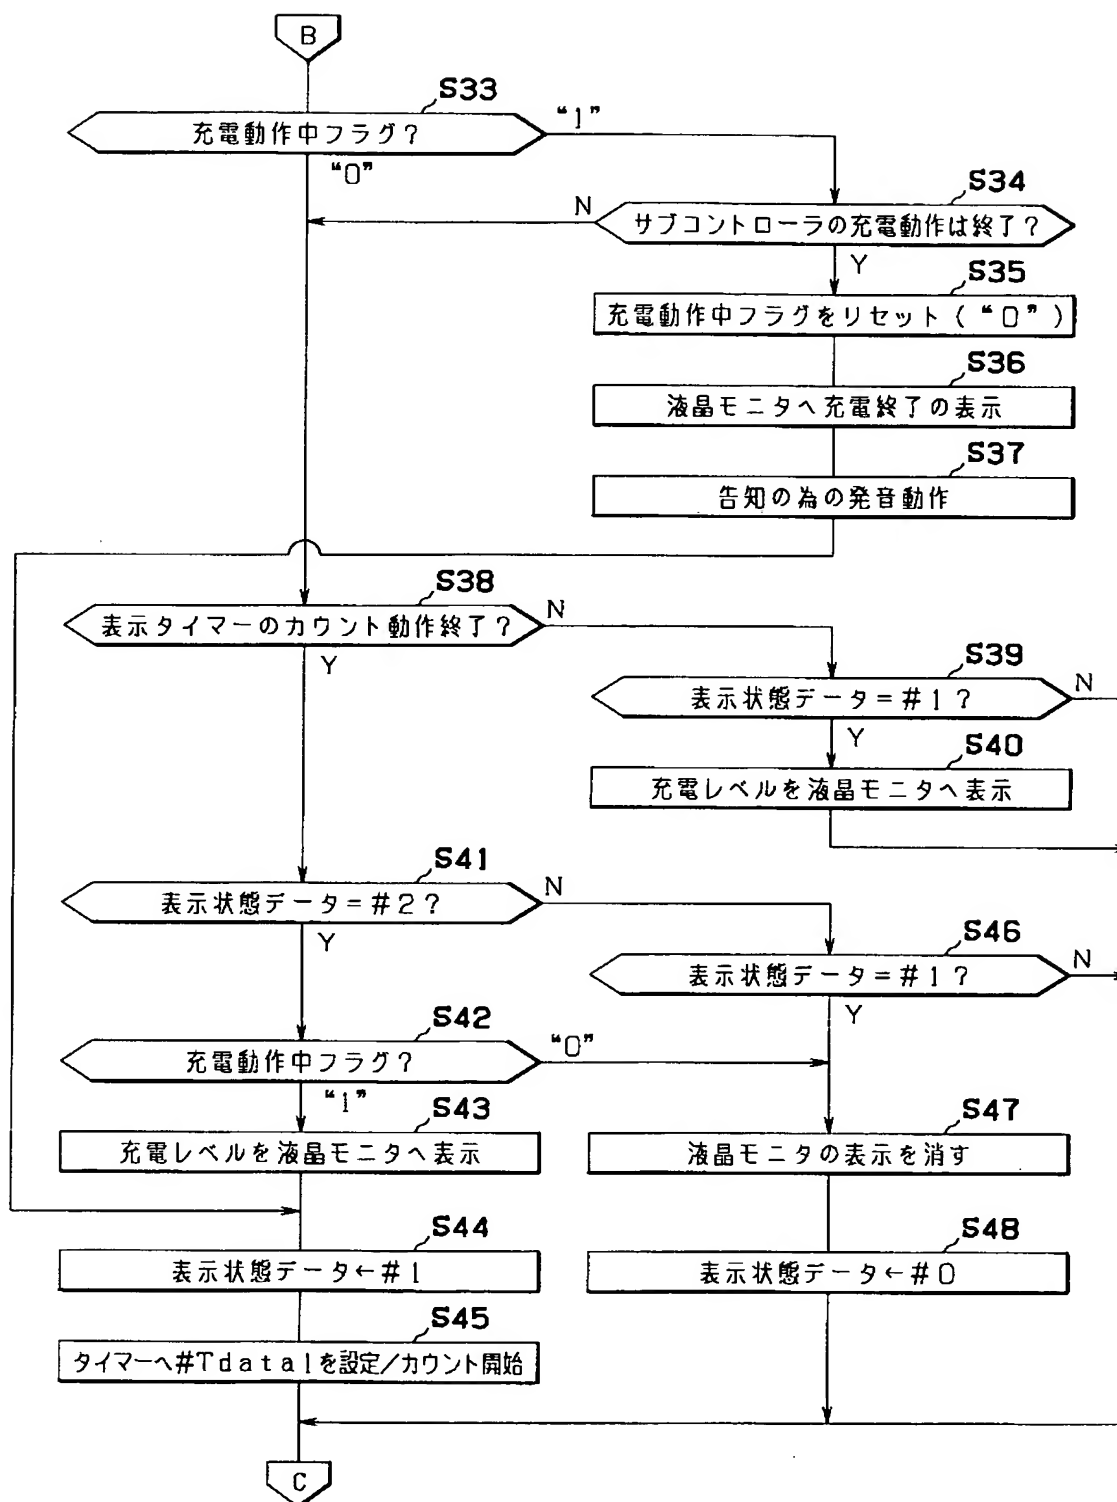 B
S33
充電動作中フラグ?
“1”
“0”
S34
N
サブコントローラの充電動作は終了?
Y
S35
充電動作中フラグをリセット(“0”)
S36
液晶モニタへ充電終了の表示
S37
告知の為の発音動作
S38
表示タイマーのカウント動作終了?
N
Y
S39
表示状態データ=#1?
N
Y
S40
充電レベルを液晶モニタへ表示
S41
表示状態データ=#2?
N
Y
S46
表示状態データ=#1?
N
Y
S42
充電動作中フラグ?
“0”
“1”
S43
充電レベルを液晶モニタへ表示
S47
液晶モニタの表示を消す
S44
表示状態データ←#1
S48
表示状態データ←#0
S45
タイマーへ#Tdata1を設定/カウント開始
C